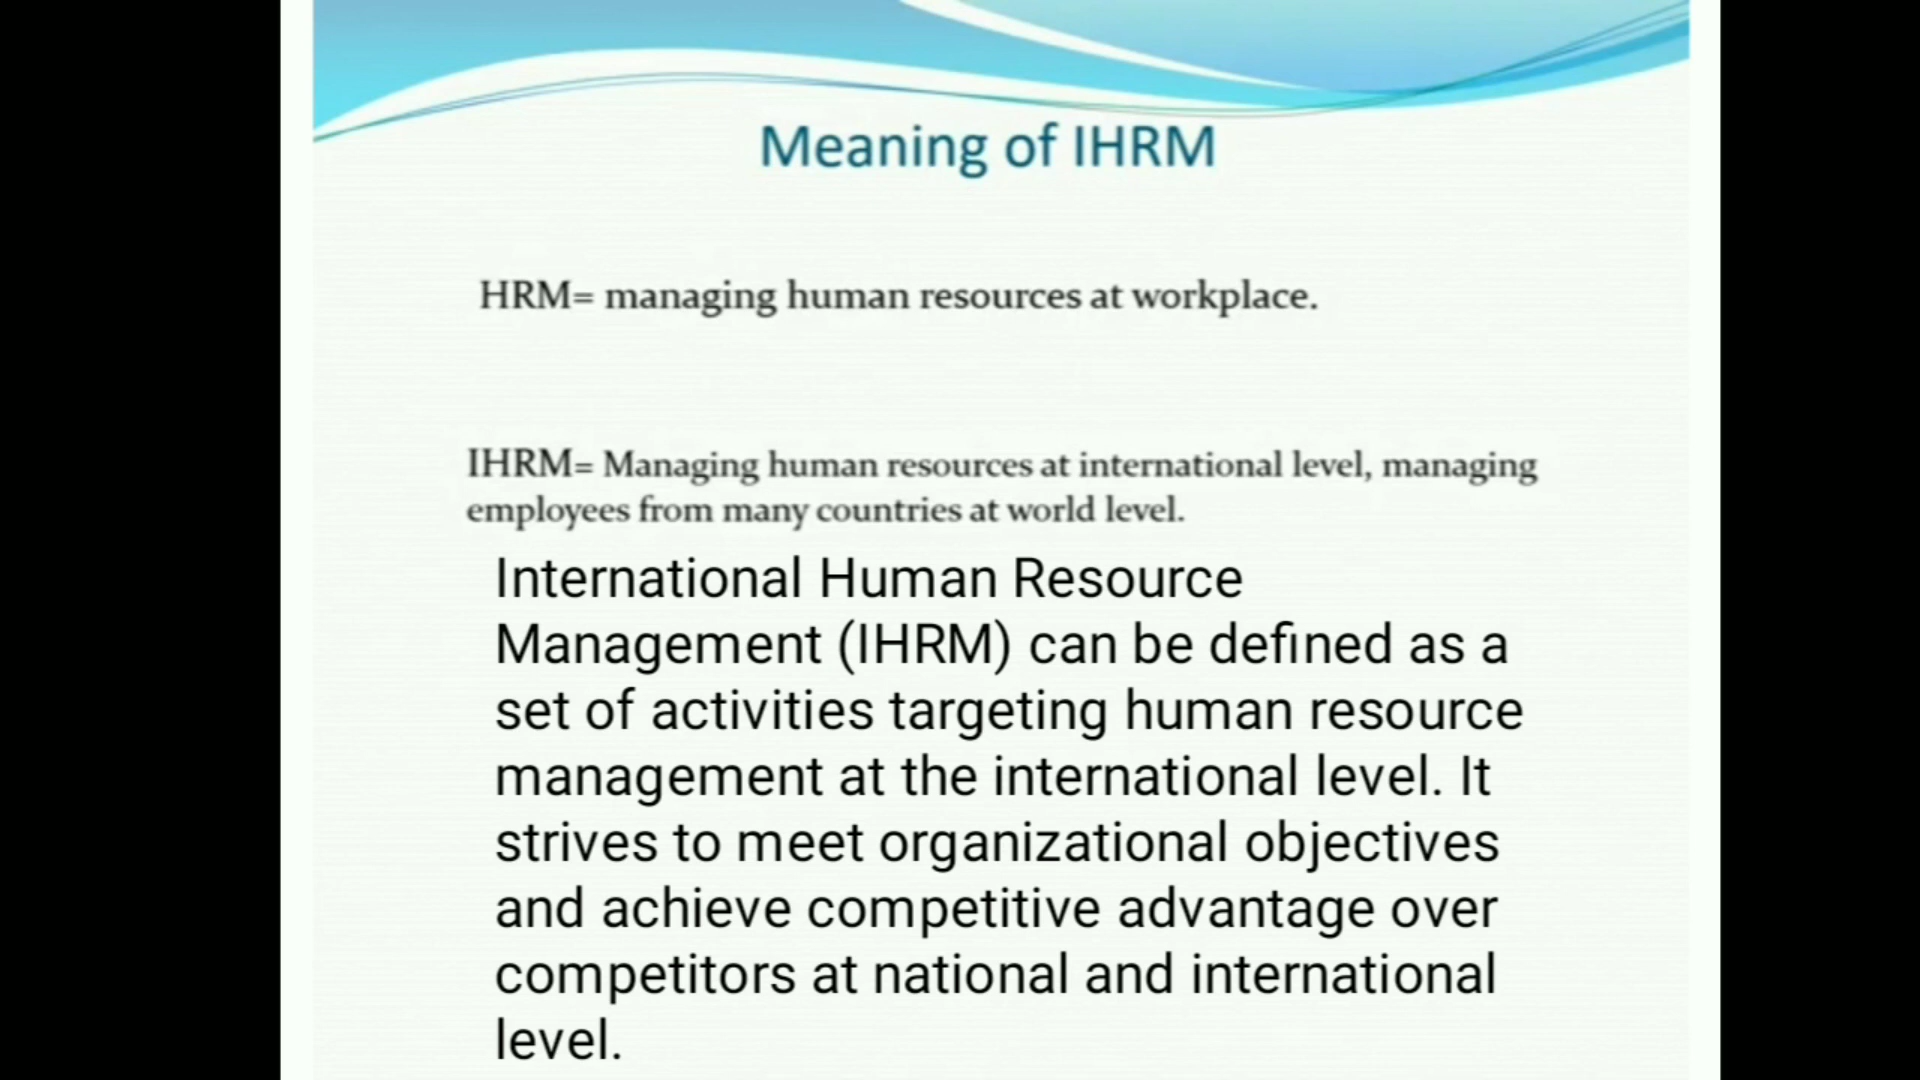 Meaning of IHRM
HRM= managing human resources at workplace.
IHRM= Managing human resources at international level, managing
employees from many countries at world level.
International Human Resource
Management (IHRM) can be defined as a
set of activities targeting human resource
management at the international level. It
strives to meet organizational objectives
and achieve competitive advantage over
competitors at national and international
level.